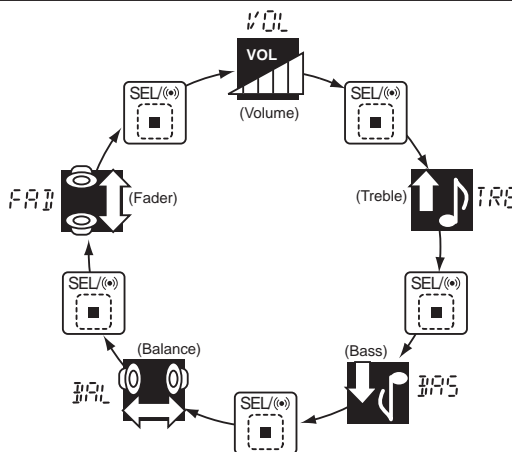 VOL
VOL
(Volume)
SEL/((•))
SEL/((•))
FAD
(Fader)
(Treble)
TRE
SEL/((•))
SEL/((•))
(Balance)
(Bass)
BAL
BAS
SEL/((•))